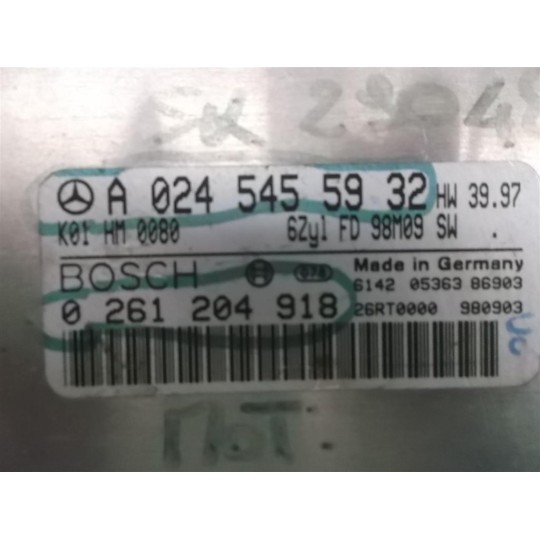 A 024 545 59 32 HW 39.97
K01 HM 0080 6Zyl FD 98M09 SW .
BOSCH Made in Germany
6142 05363 86903
0 261 204 918 26RT0000 980903